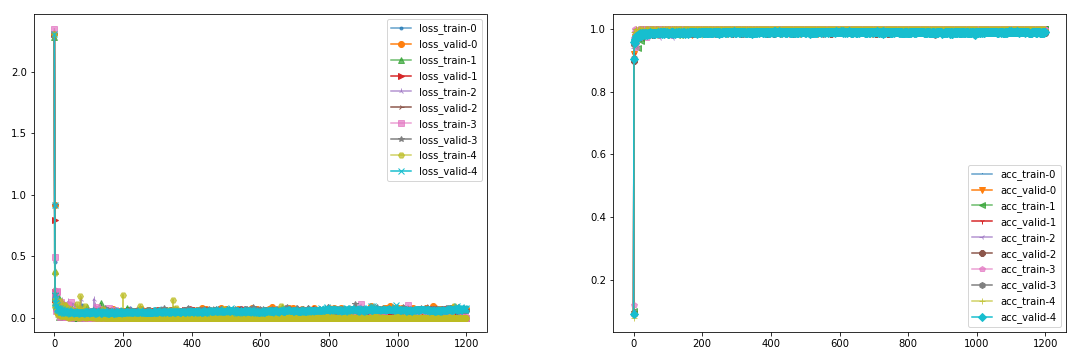 2.0
1.5
1.0
0.5
0.0
0 200 400 600 800 1000 1200
loss_train-0
loss_valid-0
loss_train-1
loss_valid-1
loss_train-2
loss_valid-2
loss_train-3
loss_valid-3
loss_train-4
loss_valid-4
1.0
0.8
0.6
0.4
0.2
0 200 400 600 800 1000 1200
acc_train-0
acc_valid-0
acc_train-1
acc_valid-1
acc_train-2
acc_valid-2
acc_train-3
acc_valid-3
acc_train-4
acc_valid-4